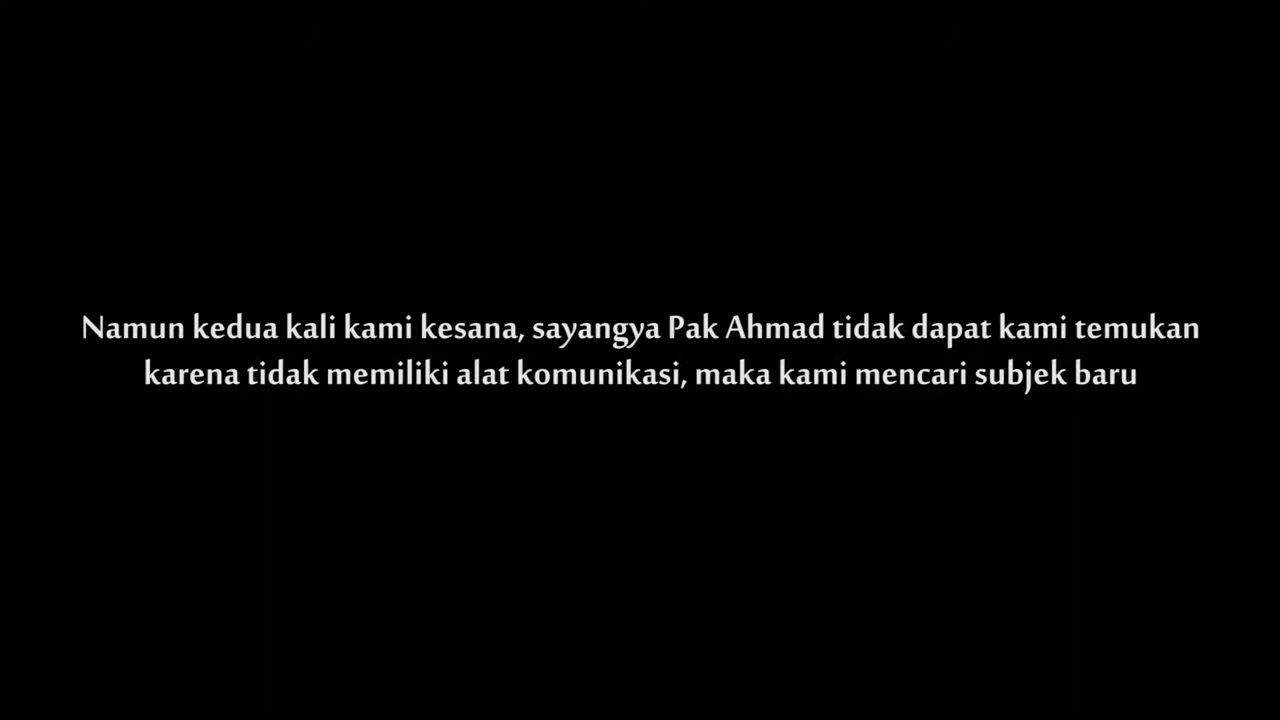 Namun kedua kali kami kesana, sayangya Pak Ahmad tidak dapat kami temukan
karena tidak memiliki alat komunikasi, maka kami mencari subjek baru